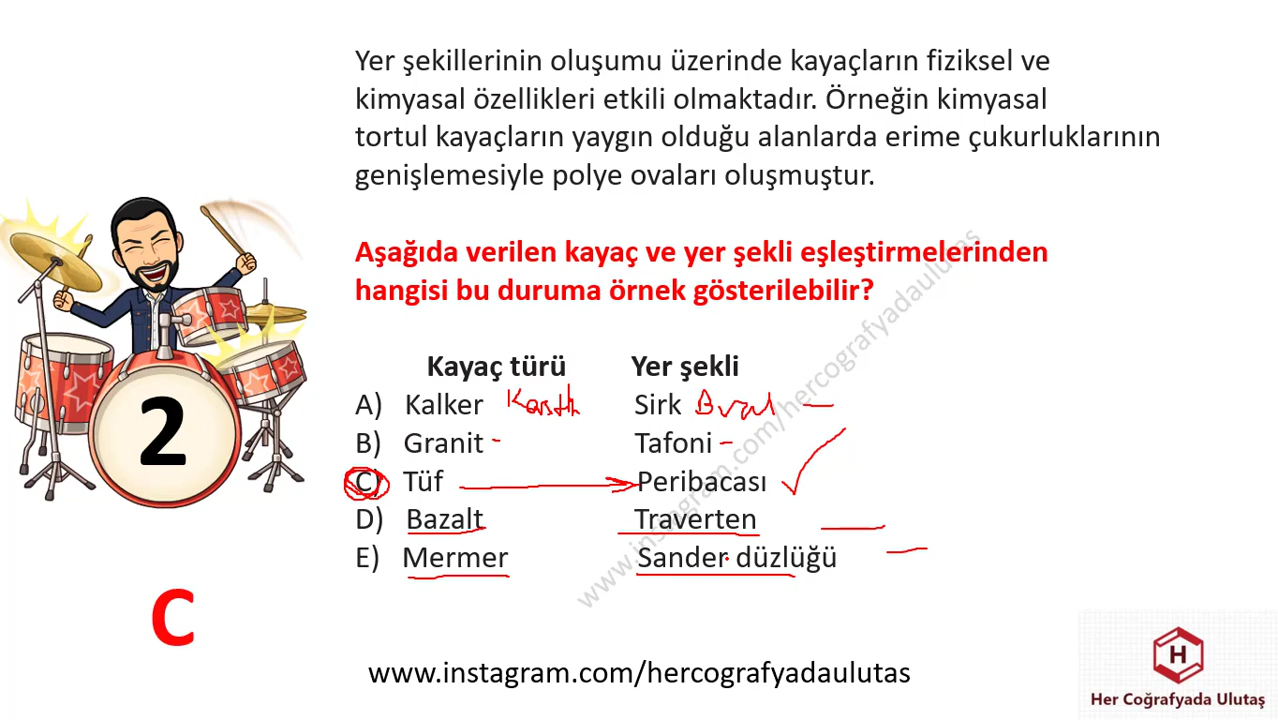 Yer şekillerinin oluşumu üzerinde kayaçların fiziksel ve
kimyasal özellikleri etkili olmaktadır. Örneğin kimyasal
tortul kayaçların yaygın olduğu alanlarda erime çukurluklarının
genişlemesiyle polye ovaları oluşmuştur.
Aşağıda verilen kayaç ve yer şekli eşleştirmelerinden
hangisi bu duruma örnek gösterilebilir?
Kayaç türü Yer şekli
A) Kalker Sirk
B) Granit Tafoni
C) Tüf Peribacası
D) Bazalt Traverten
E) Mermer Sander düzlüğü
2
C
www.instagram.com/hercografyadaulutas
www.instagram.com/hercografyadaulutas
H
Her Coğrafyada Ulutaş